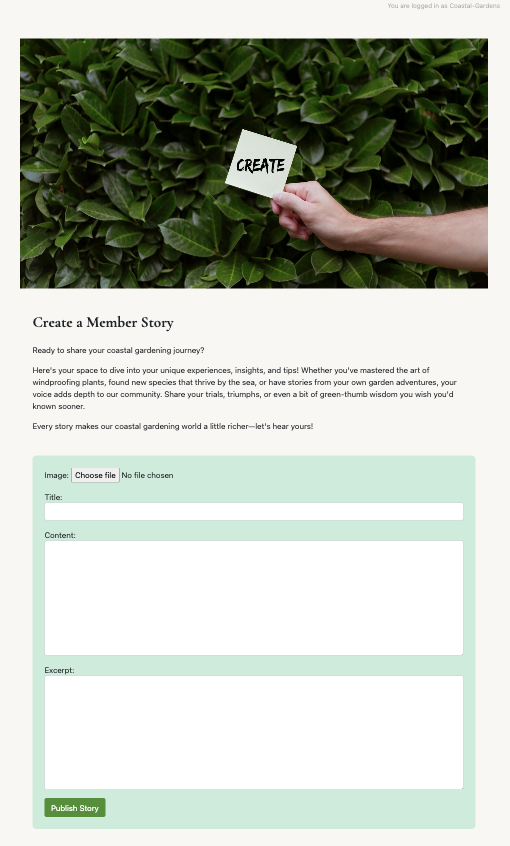 You are logged in as Coastal-Gardens
CREATE
Create a Member Story
Ready to share your coastal gardening journey?
Here's your space to dive into your unique experiences, insights, and tips! Whether you've mastered the art of
windproofing plants, found new species that thrive by the sea, or have stories from your own garden adventures, your
voice adds depth to our community. Share your trials, triumphs, or even a bit of green-thumb wisdom you wish you'd
known sooner.
Every story makes our coastal gardening world a little richer—let's hear yours!
Image: Choose file No file chosen
Title:
Content:
Excerpt:
Publish Story